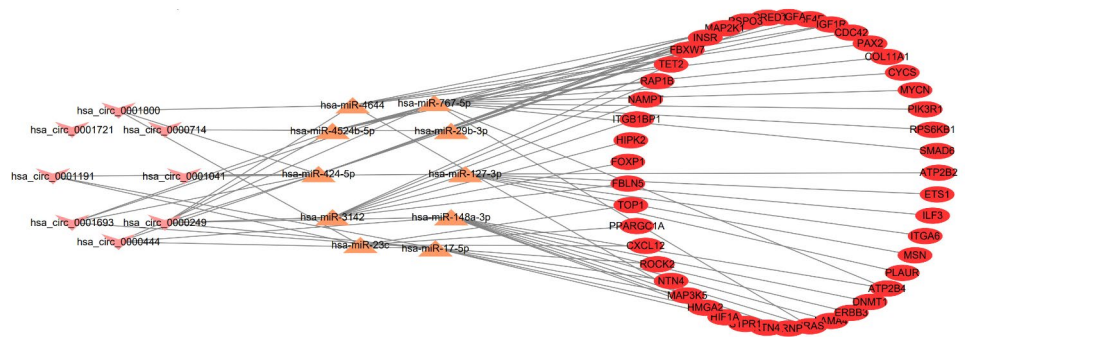 hsa_circ_0001800
hsa_circ_0001721
hsa_circ_0000714
hsa_circ_0001191
hsa_circ_0001041
hsa_circ_0001693
hsa_circ_0000249
hsa_circ_0000444
hsa-miR-4644
hsa-miR-767-5p
hsa-miR-4524b-5p
hsa-miR-29b-3p
hsa-miR-424-5p
hsa-miR-127-3p
hsa-miR-3142
hsa-miR-148a-3p
hsa-miR-23c
hsa-miR-17-5p
RSPO3
MAP2K1
INSR
FBXW7
TET2
RAP1B
NAMPT
ITGB1BP1
HIPK2
FOXP1
FBLN5
TOP1
PPARGC1A
CXCL12
ROCK2
NTN4
MAP3K5
HMGA2
HIF1A
IGF1R
CDC42
PAX2
COL11A1
CYCS
MYCN
PIK3R1
RPS6KB1
SMAD6
ATP2B2
ETS1
ILF3
ITGA6
MSN
PLAUR
ATP2B4
DNMT1
ERBB3